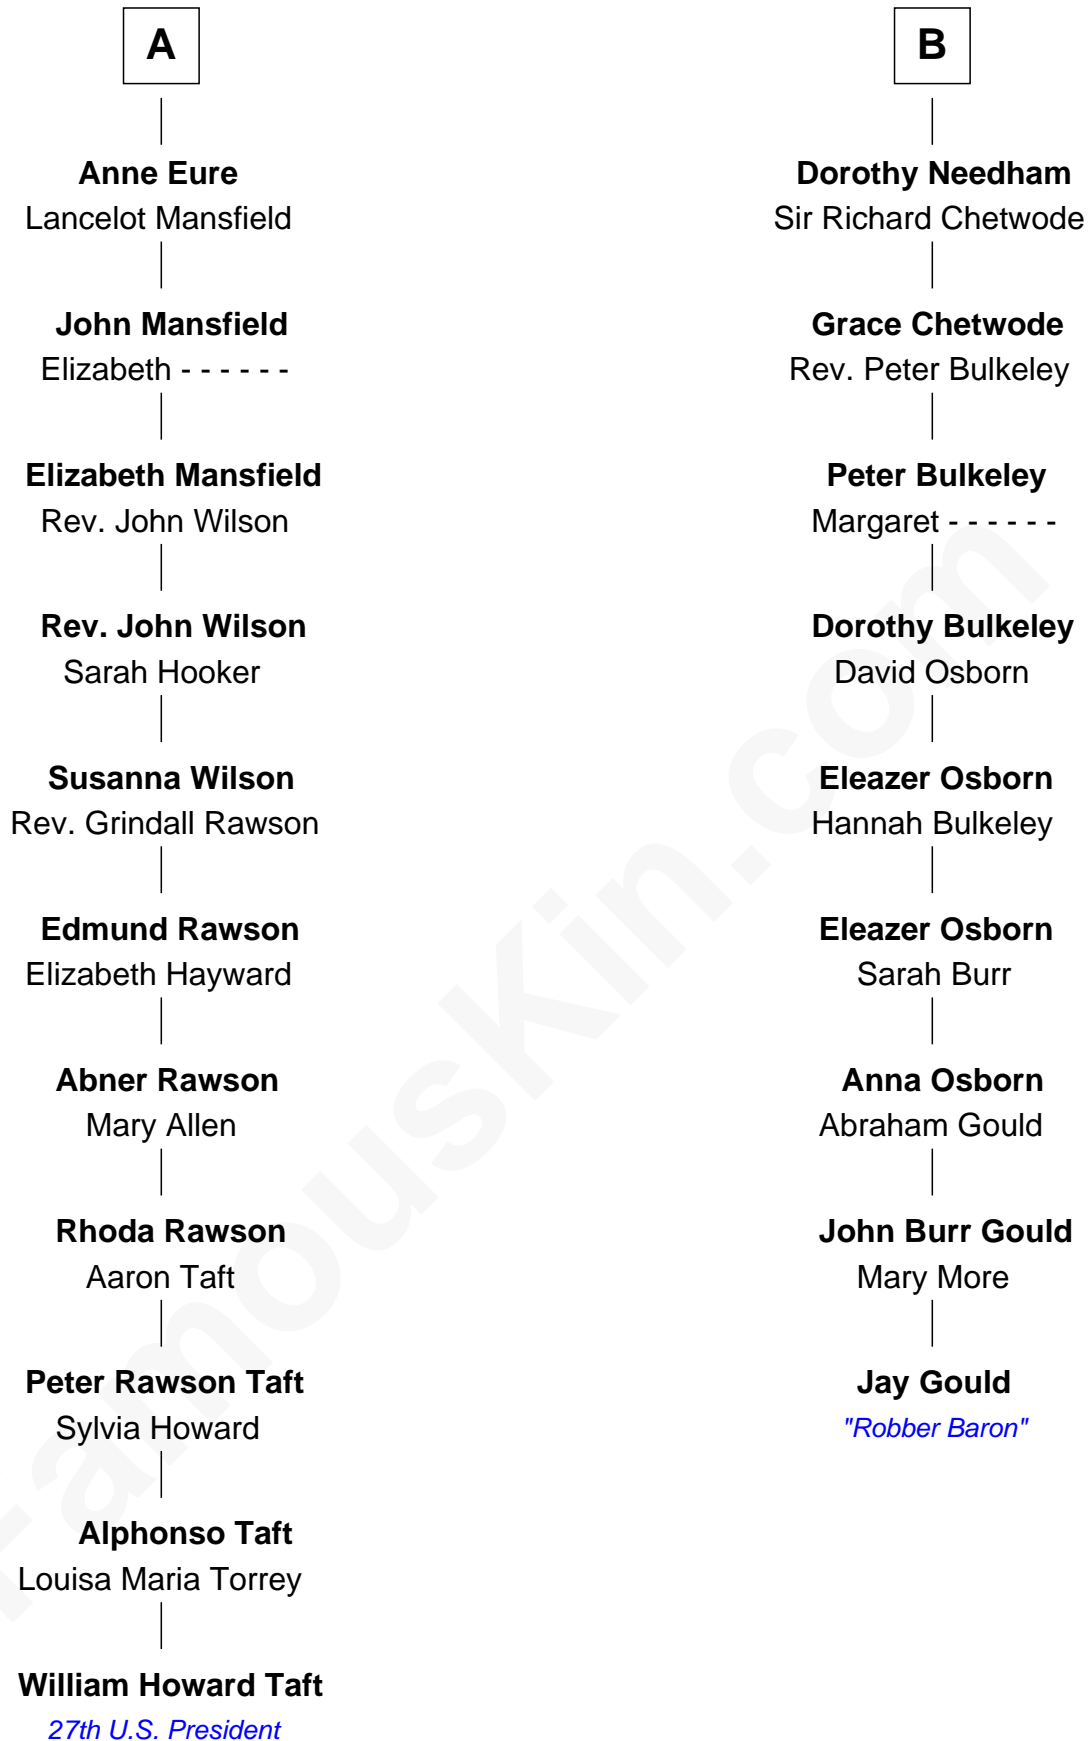 A
Anne Eure
Lancelot Mansfield
John Mansfield
Elizabeth - - - - - -
Elizabeth Mansfield
Rev. John Wilson
Rev. John Wilson
Sarah Hooker
Susanna Wilson
Rev. Grindall Rawson
Edmund Rawson
Elizabeth Hayward
Abner Rawson
Mary Allen
Rhoda Rawson
Aaron Taft
Peter Rawson Taft
Sylvia Howard
Alphonso Taft
Louisa Maria Torrey
William Howard Taft
27th U.S. President
B
Dorothy Needham
Sir Richard Chetwode
Grace Chetwode
Rev. Peter Bulkeley
Peter Bulkeley
Margaret - - - - - -
Dorothy Bulkeley
David Osborn
Eleazer Osborn
Hannah Bulkeley
Eleazer Osborn
Sarah Burr
Anna Osborn
Abraham Gould
John Burr Gould
Mary More
Jay Gould
"Robber Baron"
FamousKin.com